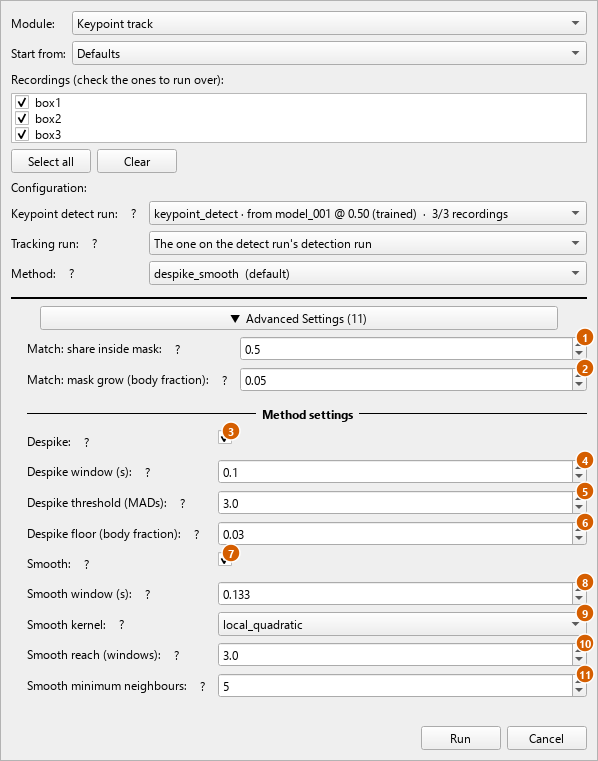 Module: Keypoint track
Start from: Defaults
Recordings (check the ones to run over):
box1
box2
box3
Select all Clear
Configuration:
Keypoint detect run: ? keypoint_detect · from model_001 @ 0.50 (trained) · 3/3 recordings
Tracking run: ? The one on the detect run's detection run
Method: ? despike_smooth (default)
▼ Advanced Settings (11)
1
Match: share inside mask: ? 0.5
2
Match: mask grow (body fraction): ? 0.05
Method settings
3
Despike: ?
4
Despike window (s): ? 0.1
5
Despike threshold (MADs): ? 3.0
6
Despike floor (body fraction): ? 0.03
7
Smooth: ?
8
Smooth window (s): ? 0.133
9
Smooth kernel: ? local_quadratic
10
Smooth reach (windows): ? 3.0
11
Smooth minimum neighbours: ? 5
Run Cancel